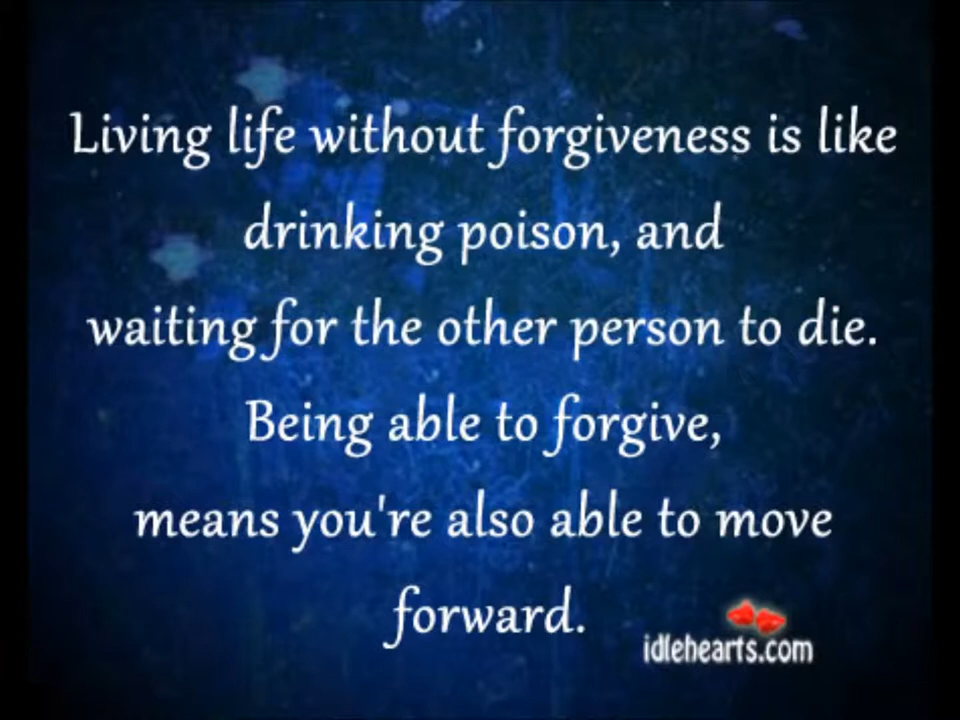 Living life without forgiveness is like
drinking poison, and
waiting for the other person to die.
Being able to forgive,
means you're also able to move
forward.
idlehearts.com